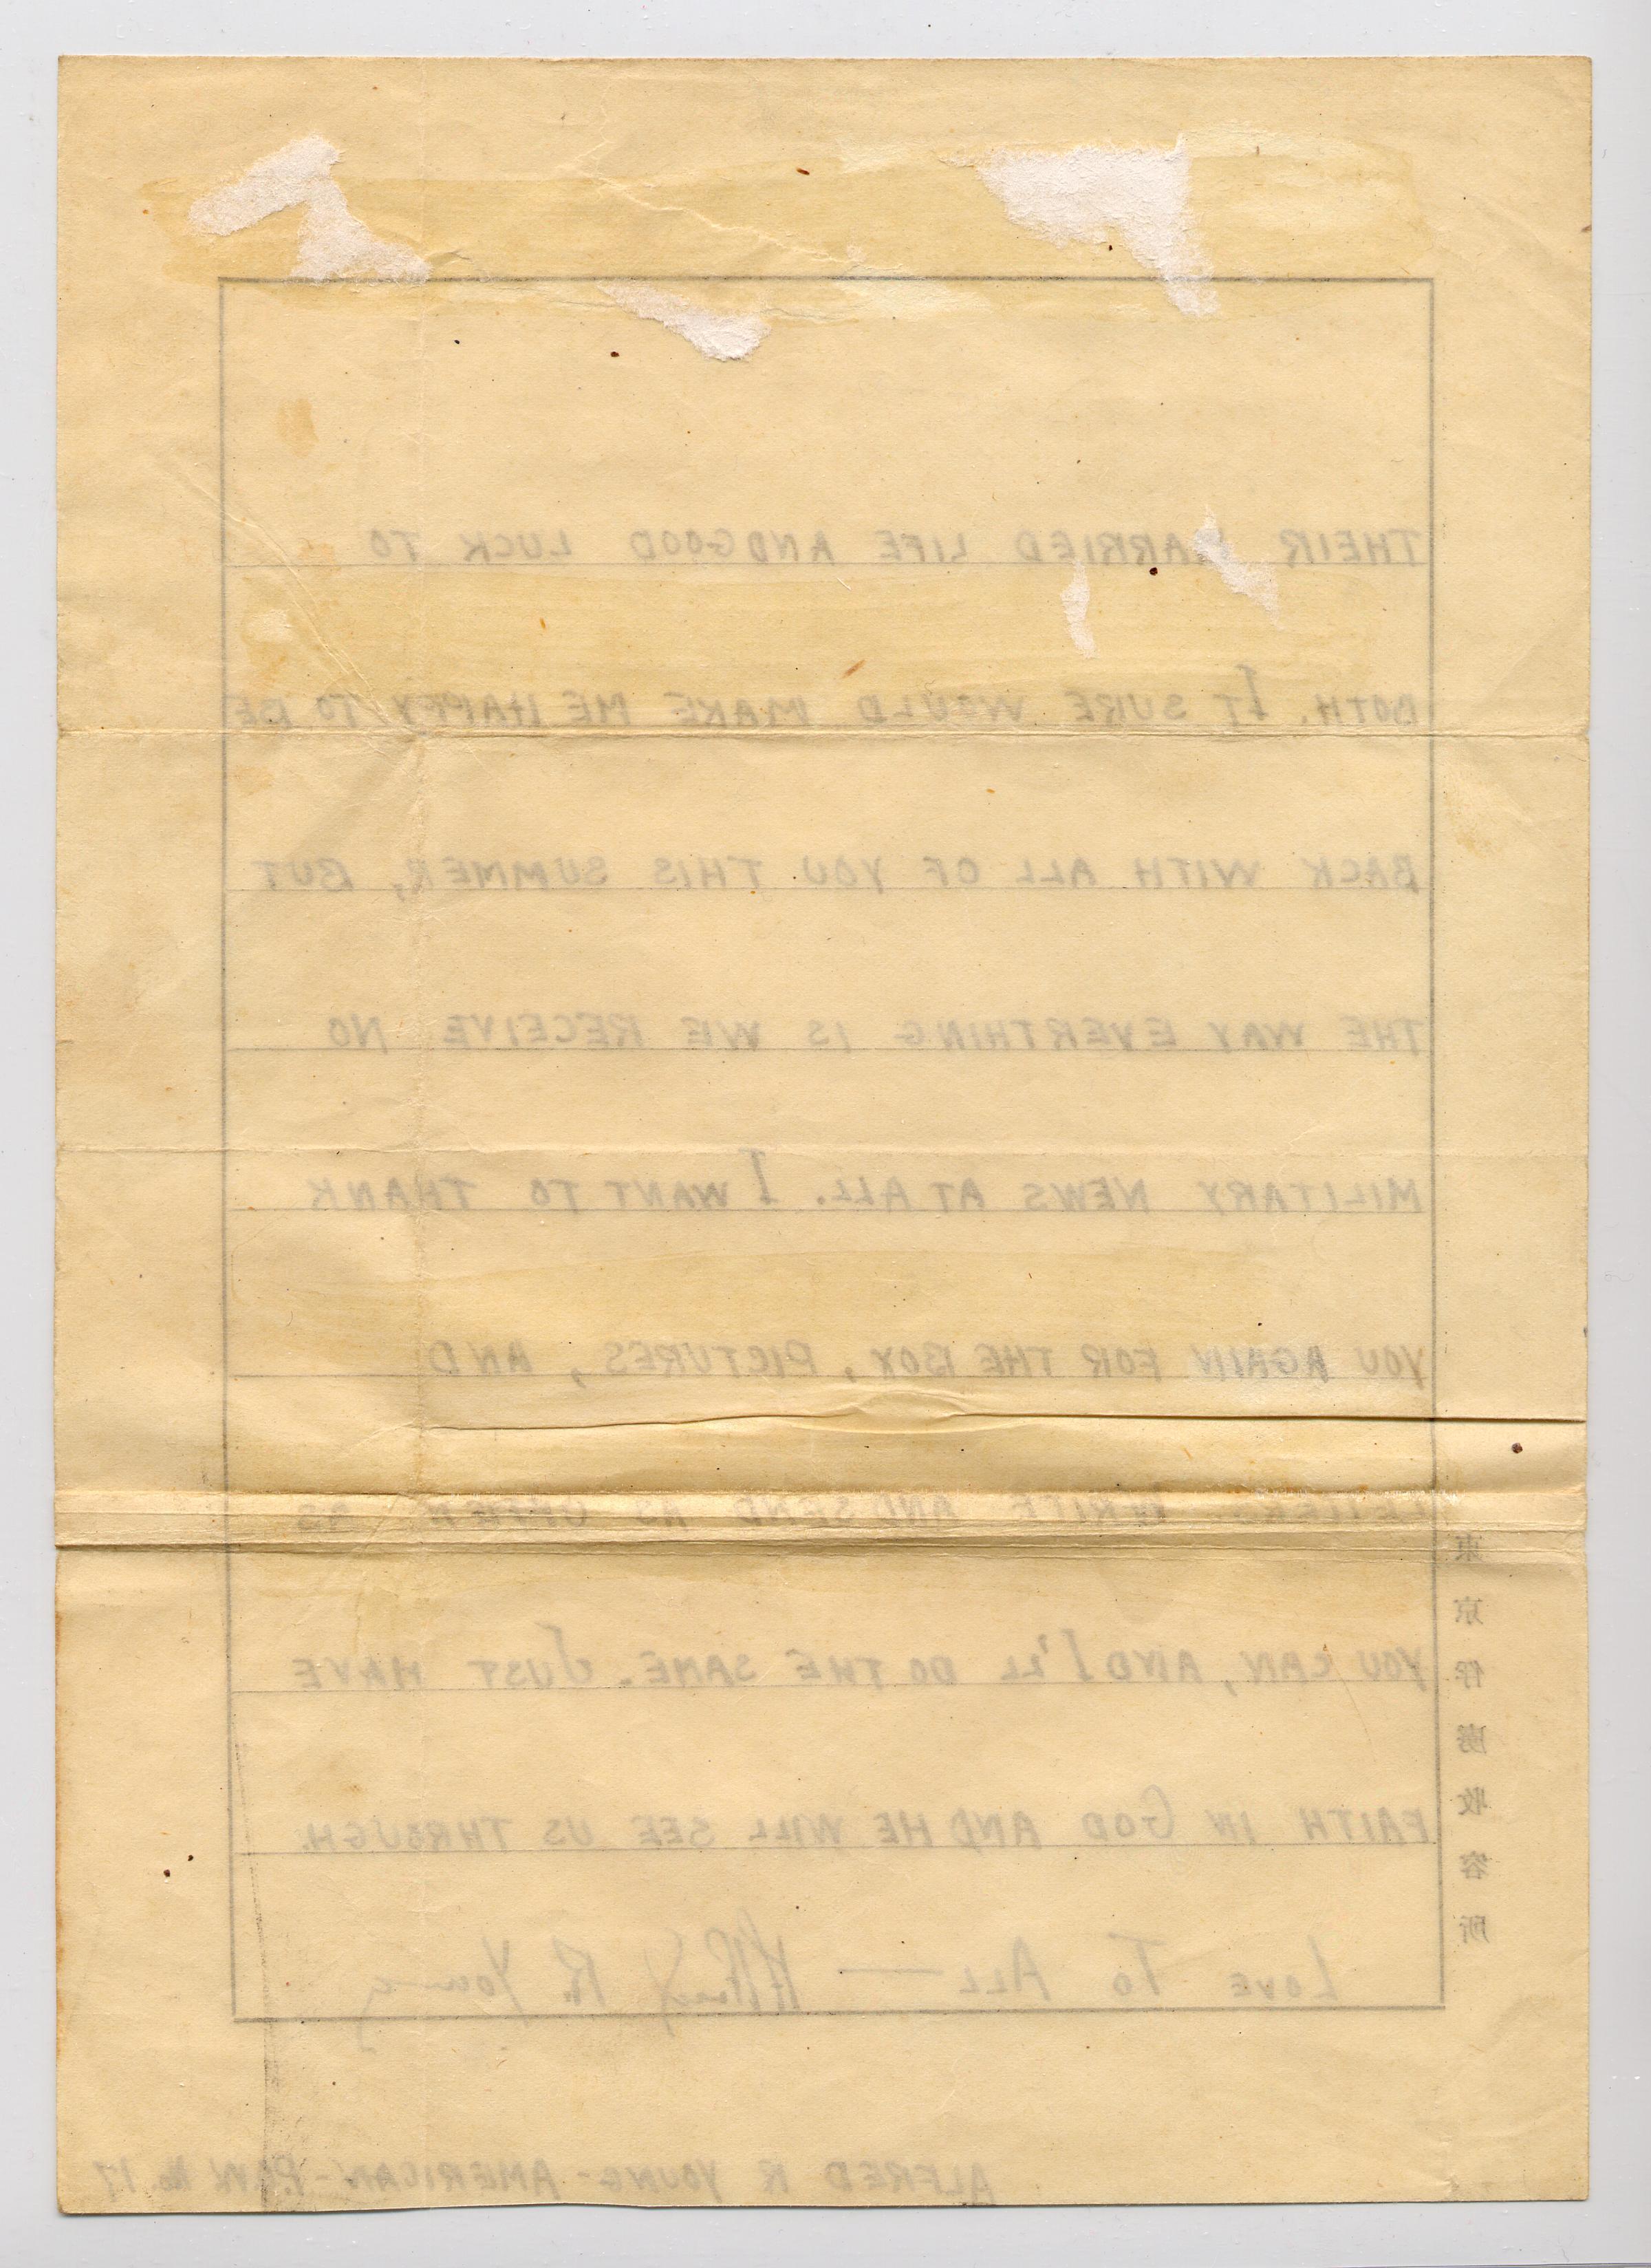 THEIR MARRIED LIFE AND GOOD LUCK TO
BOTH. IT SURE WOULD MAKE ME HAPPY TO BE
BACK WITH ALL OF YOU THIS SUMMER, BUT
THE WAY EVERTHING IS WE RECEIVE NO
MILITARY NEWS AT ALL. I WANT TO THANK
YOU AGAIN FOR THE BOX, PICTURES, AND
LETTERS. WRITE AND SEND AS OFTEN AS
YOU CAN, AND I'LL DO THE SAME. JUST HAVE
FAITH IN GOD AND HE WILL SEE US THROUGH.
LOVE TO ALL — Alfred R. Young
東京俘虜収容所
ALFRED R YOUNG - AMERICAN - P.O.W. No. 17